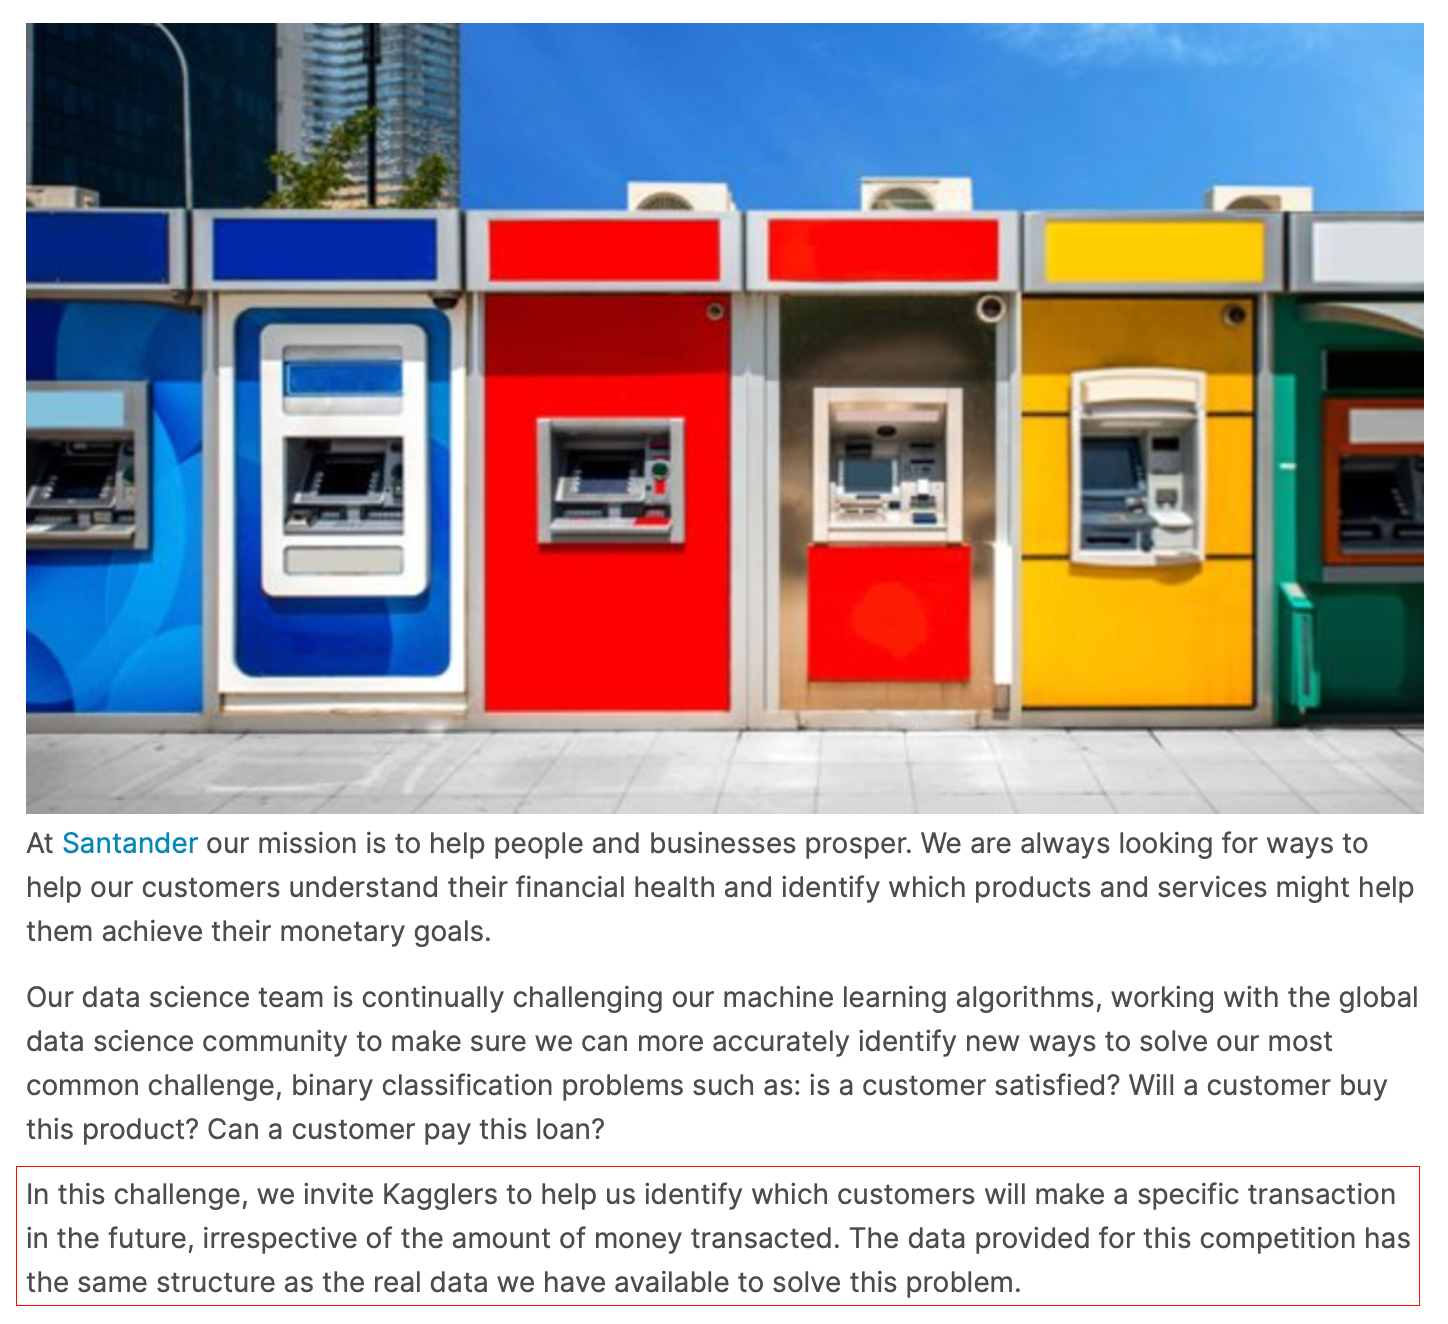 At Santander our mission is to help people and businesses prosper. We are always looking for ways to
help our customers understand their financial health and identify which products and services might help
them achieve their monetary goals.
Our data science team is continually challenging our machine learning algorithms, working with the global
data science community to make sure we can more accurately identify new ways to solve our most
common challenge, binary classification problems such as: is a customer satisfied? Will a customer buy
this product? Can a customer pay this loan?
In this challenge, we invite Kagglers to help us identify which customers will make a specific transaction
in the future, irrespective of the amount of money transacted. The data provided for this competition has
the same structure as the real data we have available to solve this problem.